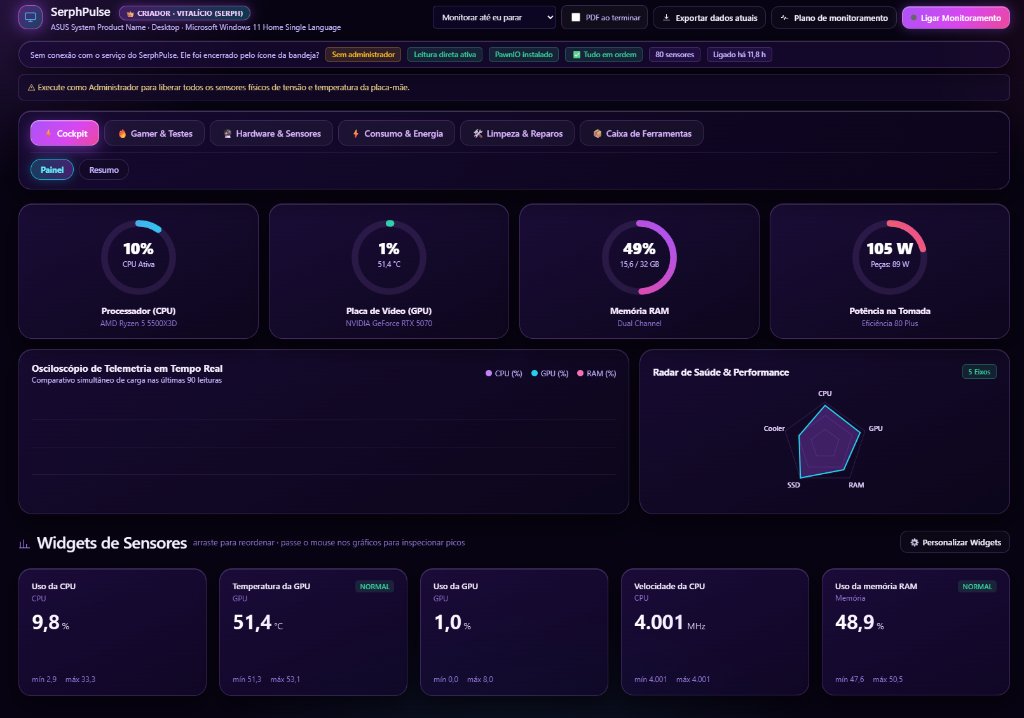 SerphPulse
CRIADOR · VITALÍCIO (SERPH)
ASUS System Product Name · Desktop · Microsoft Windows 11 Home Single Language
Monitorar até eu parar
PDF ao terminar
Exportar dados atuais
Plano de monitoramento
Ligar Monitoramento
Sem conexão com o serviço do SerphPulse. Ele foi encerrado pelo ícone da bandeja?
Sem administrador
Leitura direta ativa
PawnIO instalado
Tudo em ordem
80 sensores
Ligado há 11,8 h
⚠ Execute como Administrador para liberar todos os sensores físicos de tensão e temperatura da placa-mãe.
Cockpit
Gamer & Testes
Hardware & Sensores
Consumo & Energia
Limpeza & Reparos
Caixa de Ferramentas
Painel
Resumo
10%
CPU Ativa
Processador (CPU)
AMD Ryzen 5 5500X3D
1%
51,4 °C
Placa de Vídeo (GPU)
NVIDIA GeForce RTX 5070
49%
15,6 / 32 GB
Memória RAM
Dual Channel
105 W
Peças: 89 W
Potência na Tomada
Eficiência 80 Plus
Osciloscópio de Telemetria em Tempo Real
Comparativo simultâneo de carga nas últimas 90 leituras
CPU (%)
GPU (%)
RAM (%)
Radar de Saúde & Performance
5 Eixos
CPU
Cooler
GPU
SSD
RAM
Widgets de Sensores
arraste para reordenar · passe o mouse nos gráficos para inspecionar picos
Personalizar Widgets
Uso da CPU
CPU
9,8 %
mín 2,9 máx 33,3
Temperatura da GPU
NORMAL
GPU
51,4 °C
mín 51,3 máx 53,1
Uso da GPU
GPU
1,0 %
mín 0,0 máx 8,0
Velocidade da CPU
CPU
4.001 MHz
mín 4.001 máx 4.001
Uso da memória RAM
NORMAL
Memória
48,9 %
mín 47,6 máx 50,5